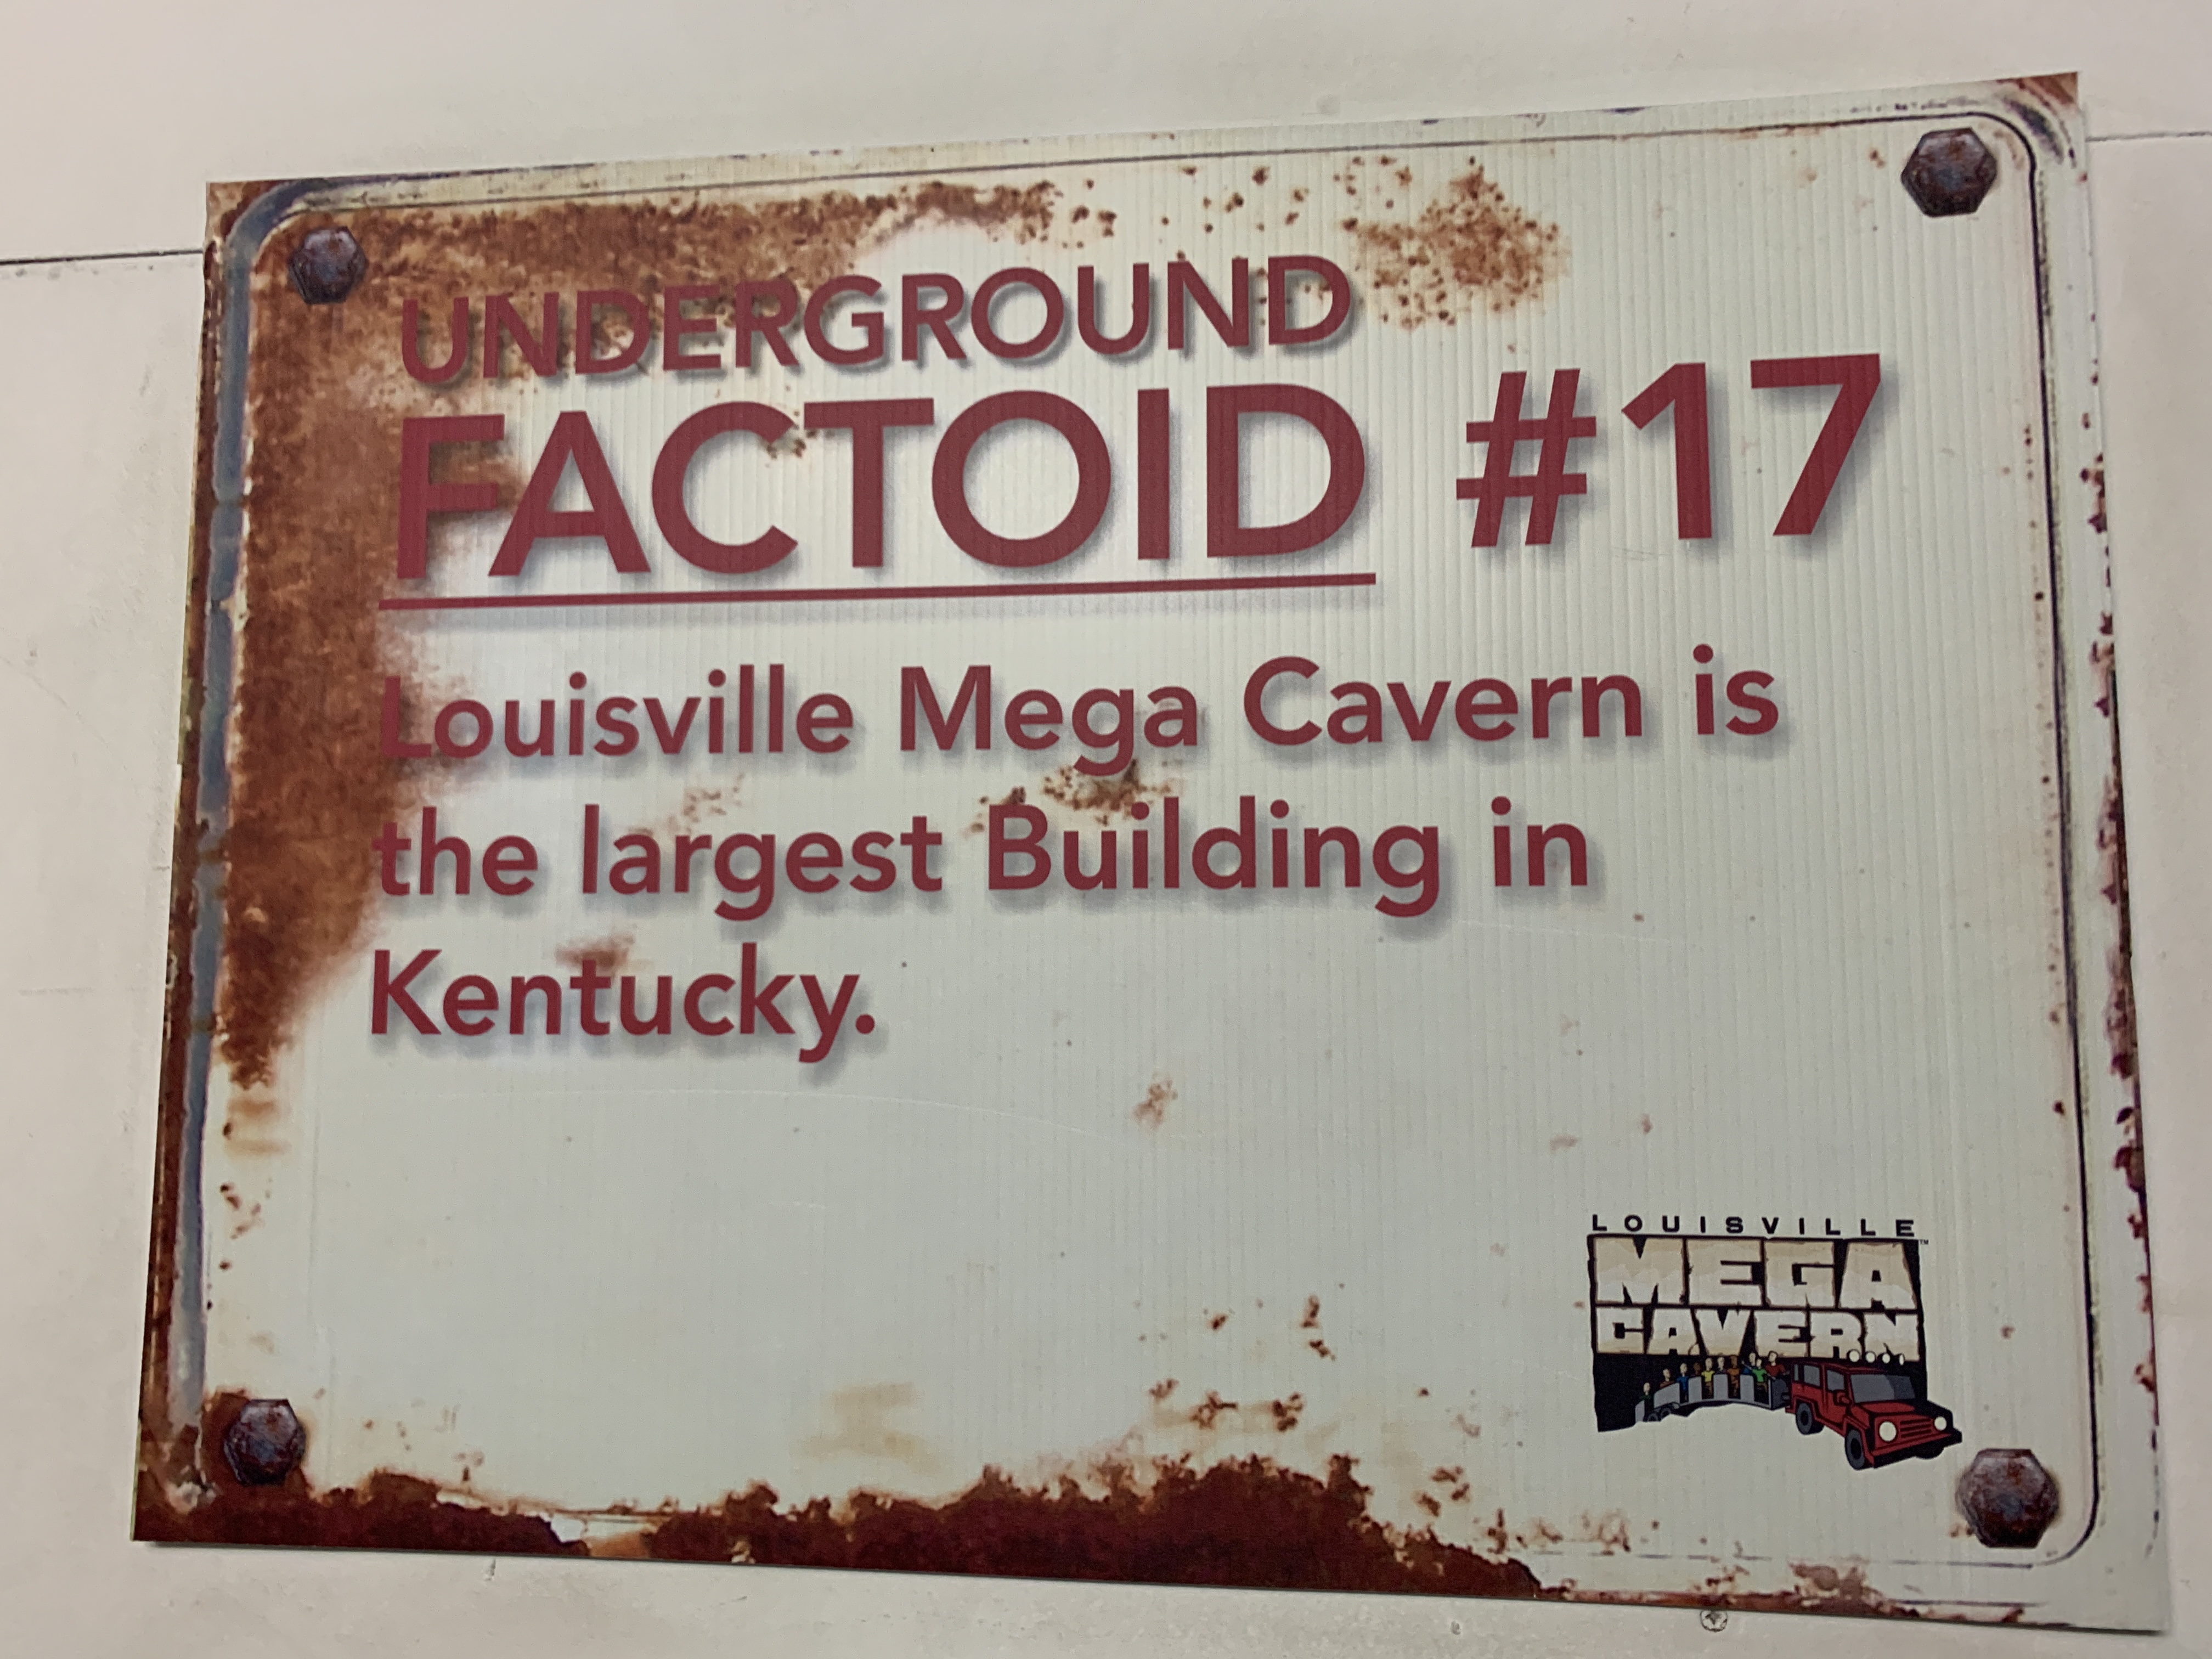 UNDERGROUND
FACTOID #17
Louisville Mega Cavern is
the largest Building in
Kentucky.
LOUISVILLE
MEGA
CAVERN